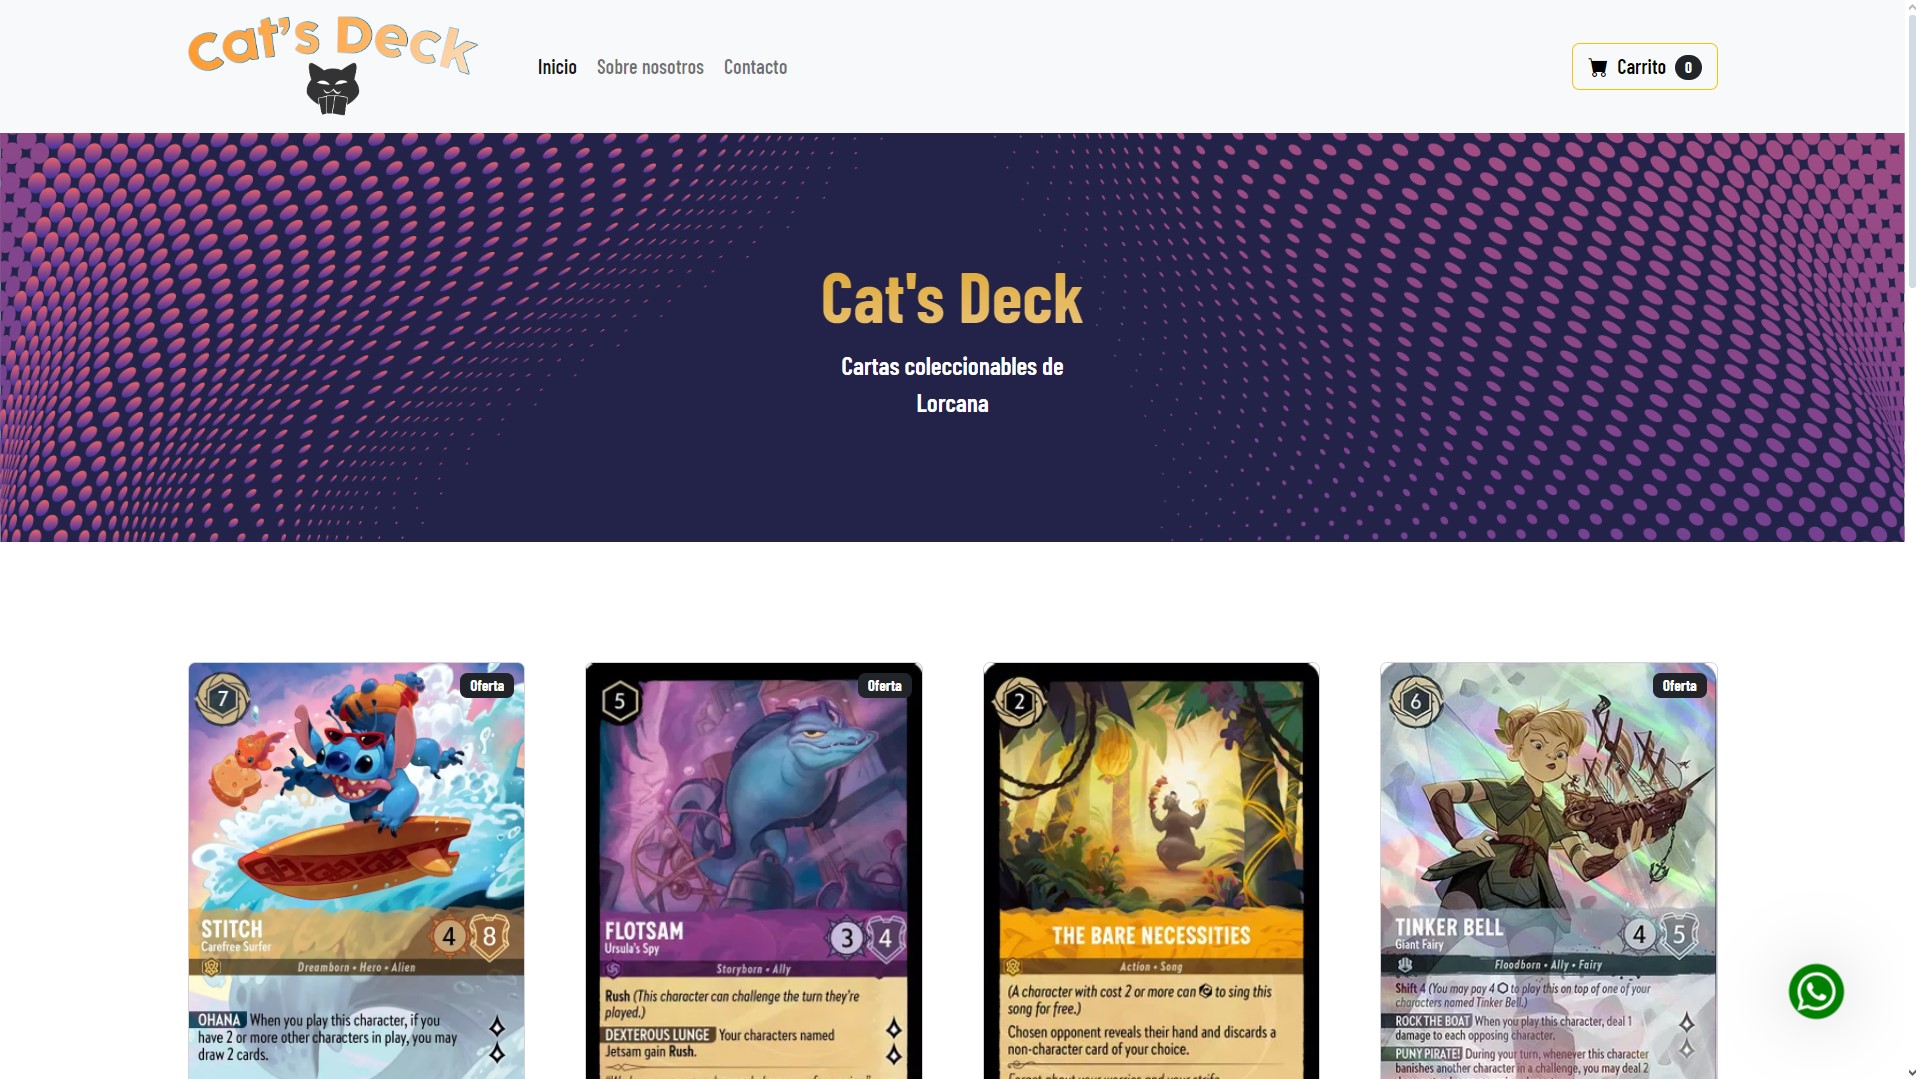 Cat's Deck
Inicio
Sobre nosotros
Contacto
Carrito
0
Cat's Deck
Cartas coleccionables de
Lorcana
7
Oferta
STITCH
Carefree Surfer
4
8
Dreamborn • Hero • Alien
OHANA When you play this character, if you
have 2 or more other characters in play, you may
draw 2 cards.
5
Oferta
FLOTSAM
Ursula's Spy
3
4
Storyborn • Ally
Rush (This character can challenge the turn they're
played.)
DEXTEROUS LUNGE Your characters named
Jetsam gain Rush.
2
THE BARE NECESSITIES
Action • Song
(A character with cost 2 or more can to sing this
song for free.)
Chosen opponent reveals their hand and discards a
non-character card of your choice.
6
Oferta
TINKER BELL
Giant Fairy
4
5
Floodborn • Ally • Fairy
Shift 4 (You may pay 4 to play this on top of one of your
characters named Tinker Bell.)
ROCK THE BOAT When you play this character, deal 1
damage to each opposing character.
PUNY PIRATE! During your turn, whenever this character
banishes another character in a challenge, you may deal 2